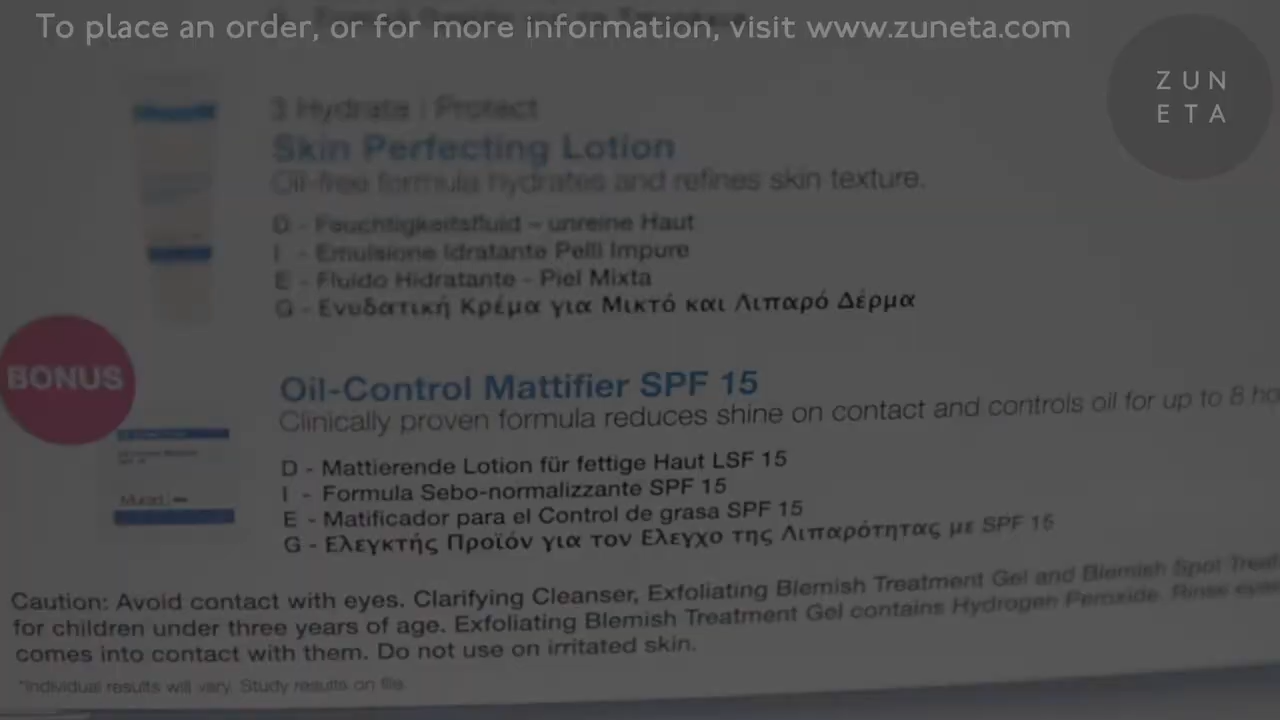 To place an order, or for more information, visit www.zuneta.com
ZUN
ETA
3 Hydrate | Protect
Skin Perfecting Lotion
Oil-free formula hydrates and refines skin texture.
D - Feuchtigkeitsfluid – unreine Haut
I - Emulsione Idratante Pelli Impure
E - Fluido Hidratante - Piel Mixta
G - Ενυδατική Κρέμα για Μικτό και Λιπαρό Δέρμα
BONUS
Oil-Control Mattifier SPF 15
Clinically proven formula reduces shine on contact and controls oil for up to 8 ho
D - Mattierende Lotion für fettige Haut LSF 15
I - Formula Sebo-normalizzante SPF 15
E - Matificador para el Control de grasa SPF 15
G - Ελεγκτής Προϊόν για τον Ελεγχο της Λιπαρότητας με SPF 15
Murad
Caution: Avoid contact with eyes. Clarifying Cleanser, Exfoliating Blemish Treatment Gel and Blemish Spot Treat
for children under three years of age. Exfoliating Blemish Treatment Gel contains Hydrogen Peroxide. Rinse eyes
comes into contact with them. Do not use on irritated skin.
*Individual results will vary. Study results on file.